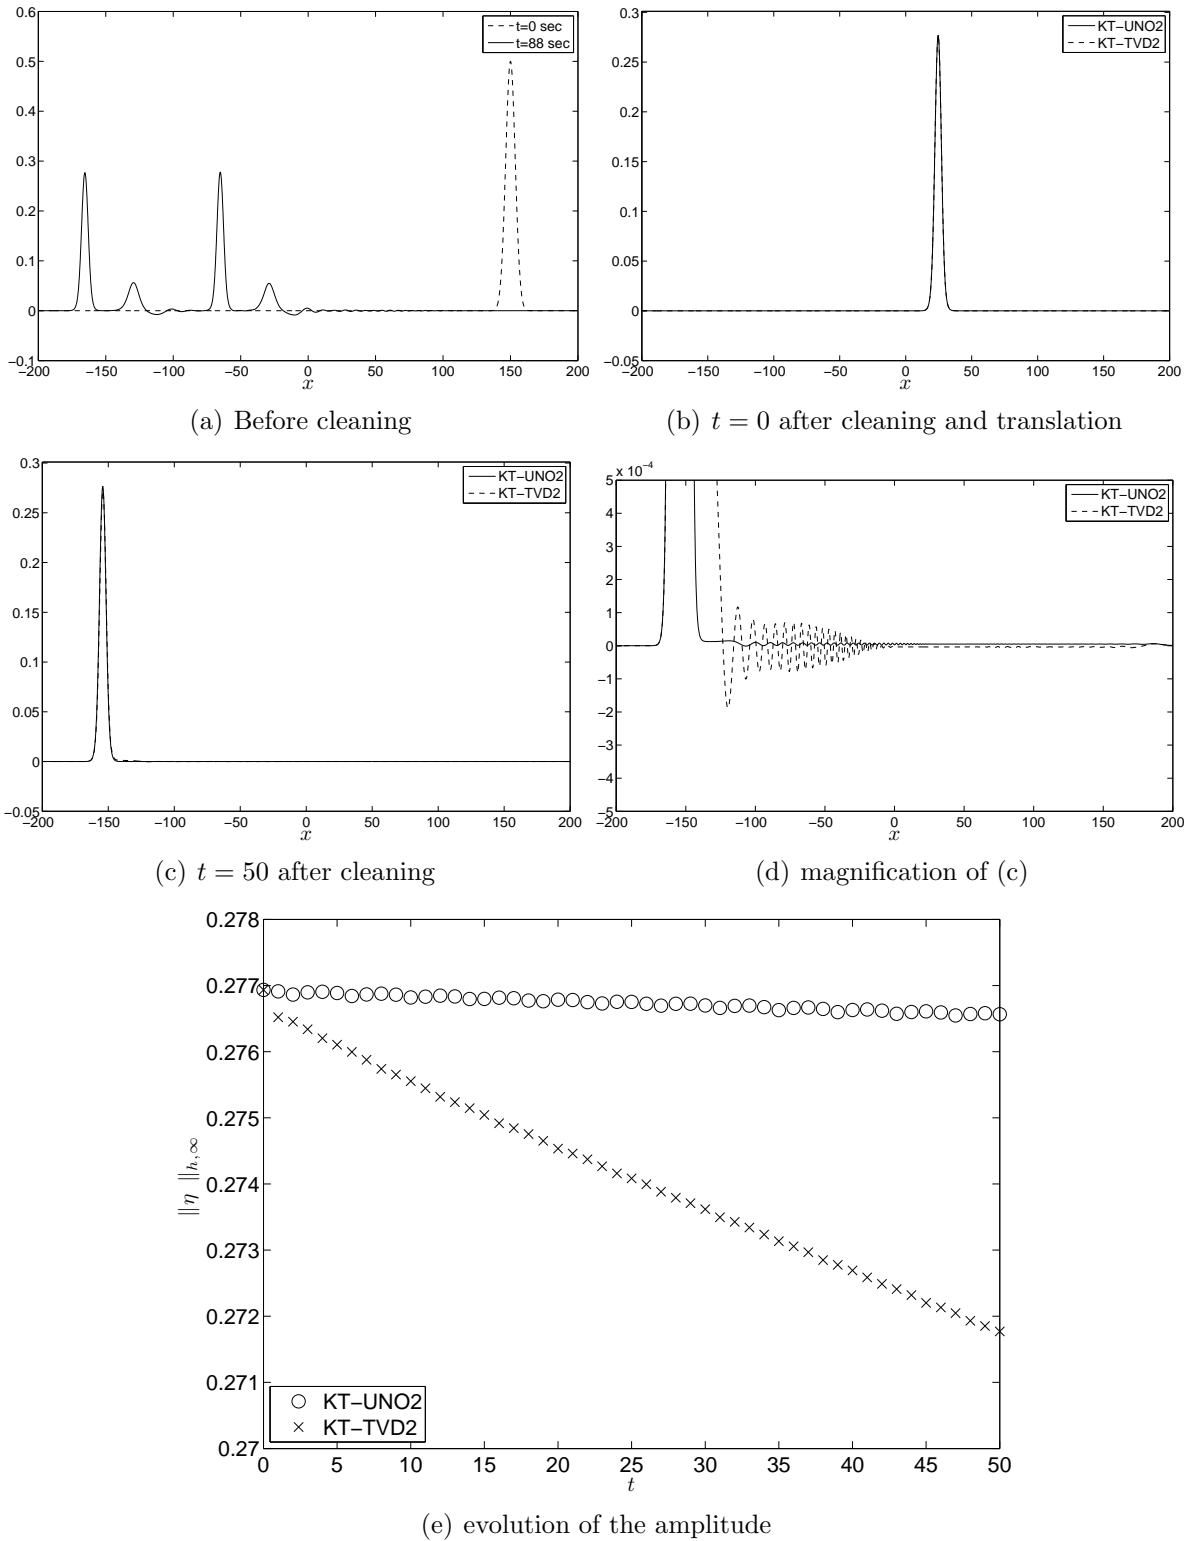 0.6
0.5
0.4
0.3
0.2
0.1
0
−0.1
−200 −150 −100 −50 0 50 100 150 200
x
t=0 sec
t=88 sec
(a) Before cleaning
0.3
0.25
0.2
0.15
0.1
0.05
0
−0.05
−200 −150 −100 −50 0 50 100 150 200
x
KT−UNO2
KT−TVD2
(b) t = 0 after cleaning and translation
0.3
0.25
0.2
0.15
0.1
0.05
0
−0.05
−200 −150 −100 −50 0 50 100 150 200
x
KT−UNO2
KT−TVD2
(c) t = 50 after cleaning
x 10⁻⁴
5
4
3
2
1
0
−1
−2
−3
−4
−5
−200 −150 −100 −50 0 50 100 150 200
x
KT−UNO2
KT−TVD2
(d) magnification of (c)
0.278
0.277
0.276
0.275
0.274
0.273
0.272
0.271
0.27
‖η ‖h,∞
0 5 10 15 20 25 30 35 40 45 50
t
KT−UNO2
KT−TVD2
(e) evolution of the amplitude